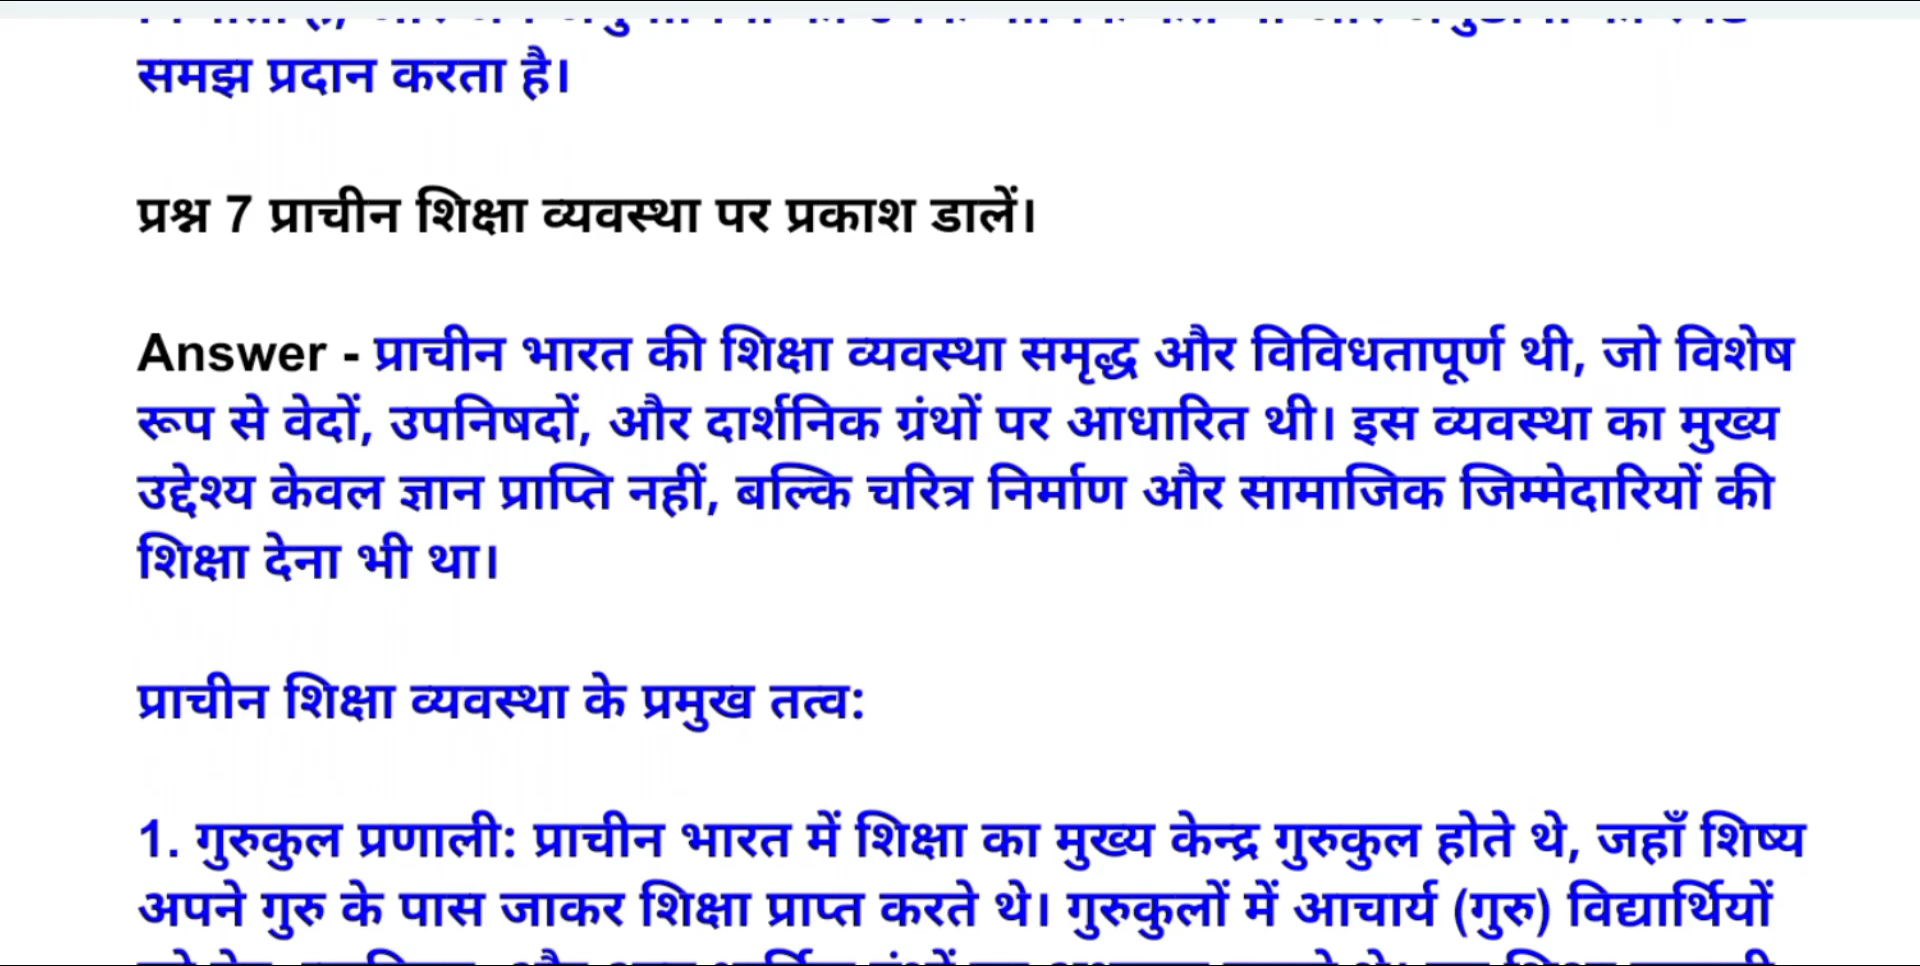 समझ प्रदान करता है।
प्रश्न 7 प्राचीन शिक्षा व्यवस्था पर प्रकाश डालें।
Answer - प्राचीन भारत की शिक्षा व्यवस्था समृद्ध और विविधतापूर्ण थी, जो विशेष
रूप से वेदों, उपनिषदों, और दार्शनिक ग्रंथों पर आधारित थी। इस व्यवस्था का मुख्य
उद्देश्य केवल ज्ञान प्राप्ति नहीं, बल्कि चरित्र निर्माण और सामाजिक जिम्मेदारियों की
शिक्षा देना भी था।
प्राचीन शिक्षा व्यवस्था के प्रमुख तत्व:
1. गुरुकुल प्रणाली: प्राचीन भारत में शिक्षा का मुख्य केन्द्र गुरुकुल होते थे, जहाँ शिष्य
अपने गुरु के पास जाकर शिक्षा प्राप्त करते थे। गुरुकुलों में आचार्य (गुरु) विद्यार्थियों